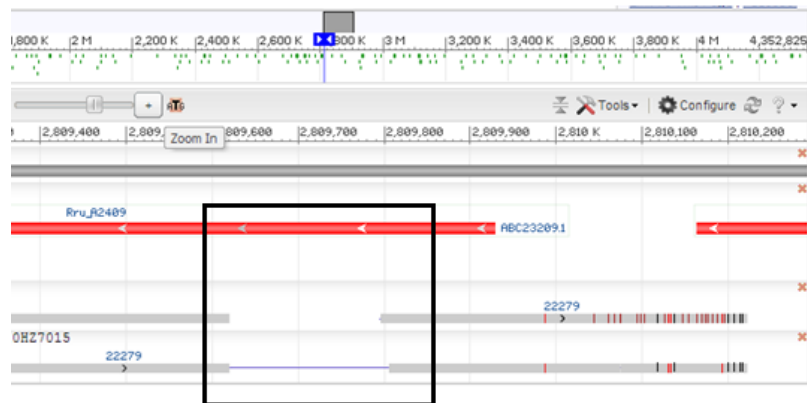 ,800 K 2 M 2,200 K 2,400 K 2,600 K 800 K 3 M 3,200 K 3,400 K 3,600 K 3,800 K 4 M 4,352,825
+ ATG Tools Configure ?
2,809,400 2,809, 809,600 2,809,700 2,809,800 2,809,900 2,810 K 2,810,100 2,810,200
Zoom In
Rru_A2409
ABC23209.1
22279
0HZ7015
22279